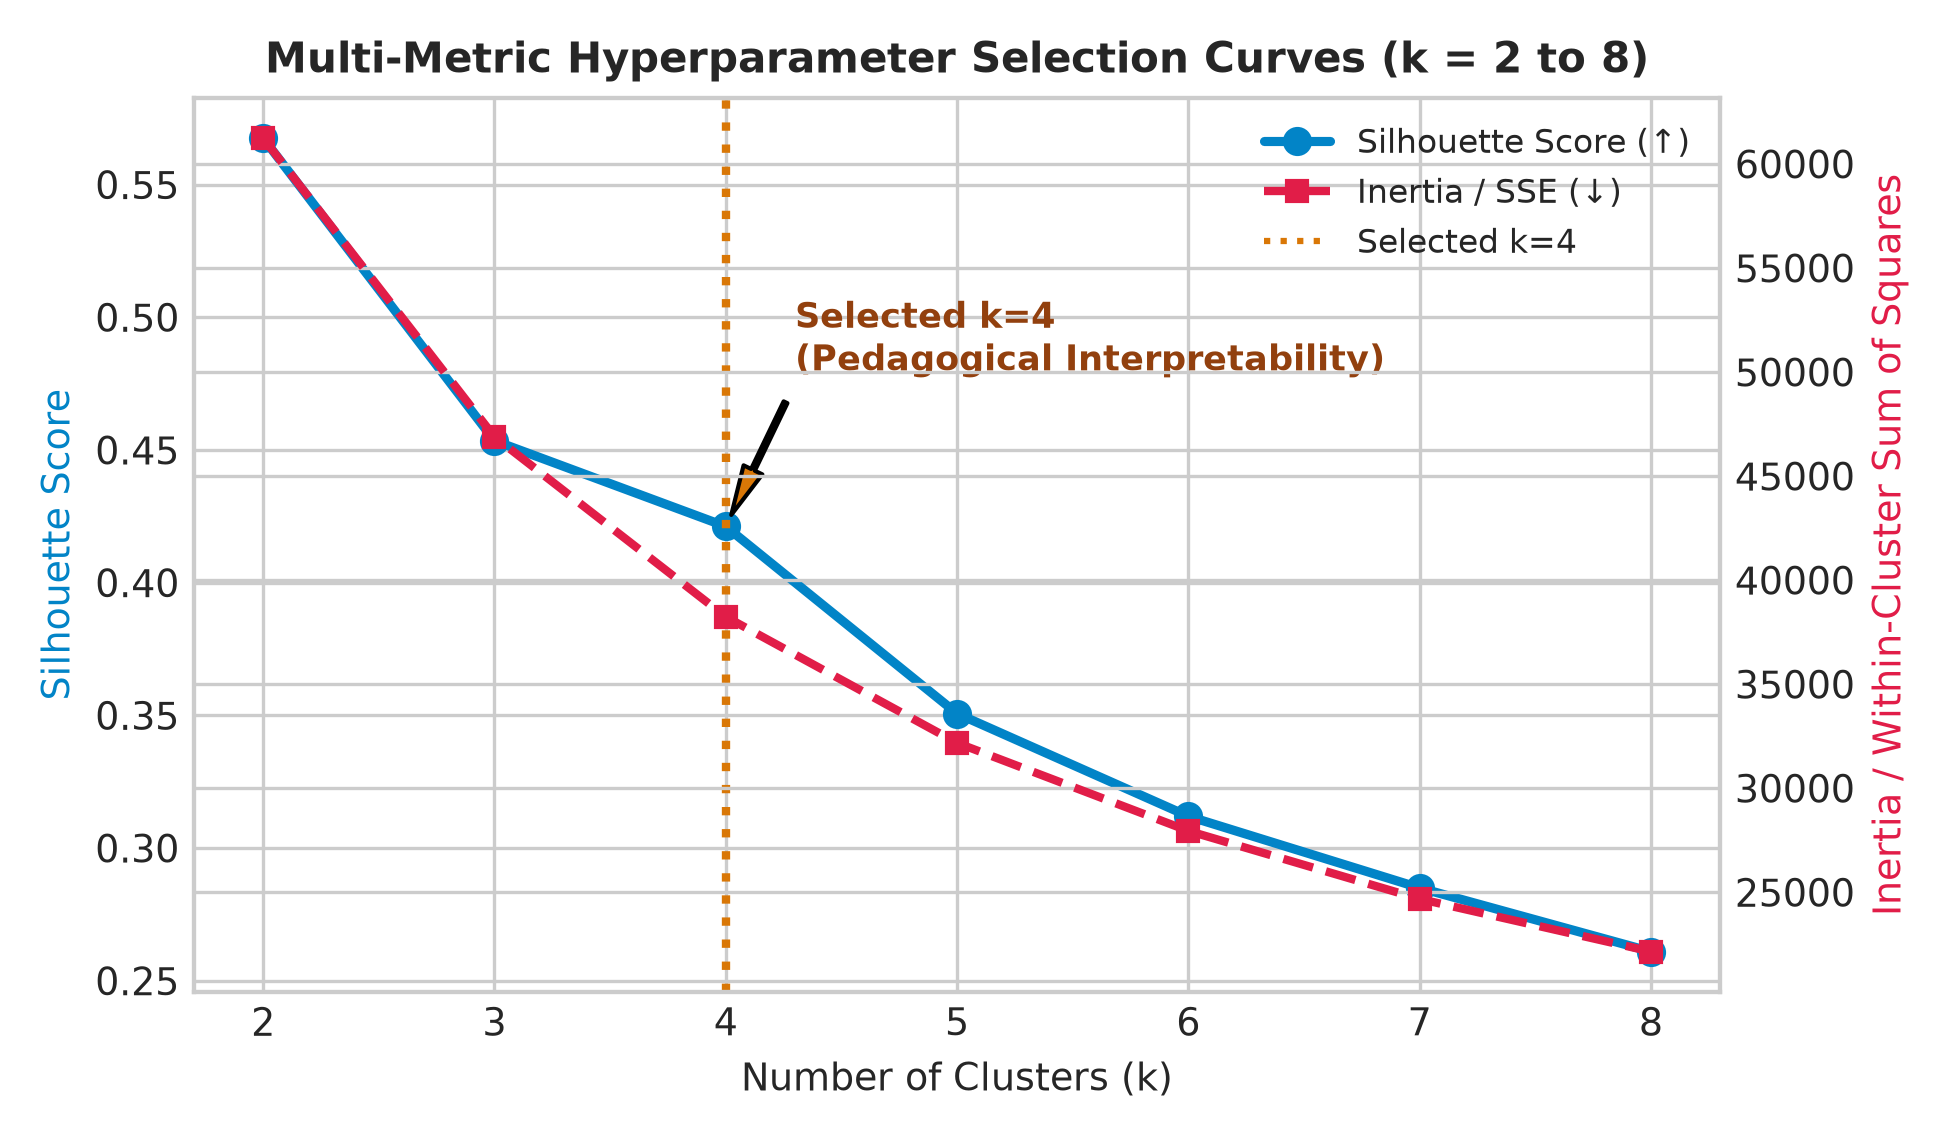 Multi-Metric Hyperparameter Selection Curves (k = 2 to 8)
Silhouette Score (↑)
Inertia / SSE (↓)
Selected k=4
Selected k=4
(Pedagogical Interpretability)
Silhouette Score
0.55
0.50
0.45
0.40
0.35
0.30
0.25
60000
55000
50000
45000
40000
35000
30000
25000
Inertia / Within-Cluster Sum of Squares
2 3 4 5 6 7 8
Number of Clusters (k)